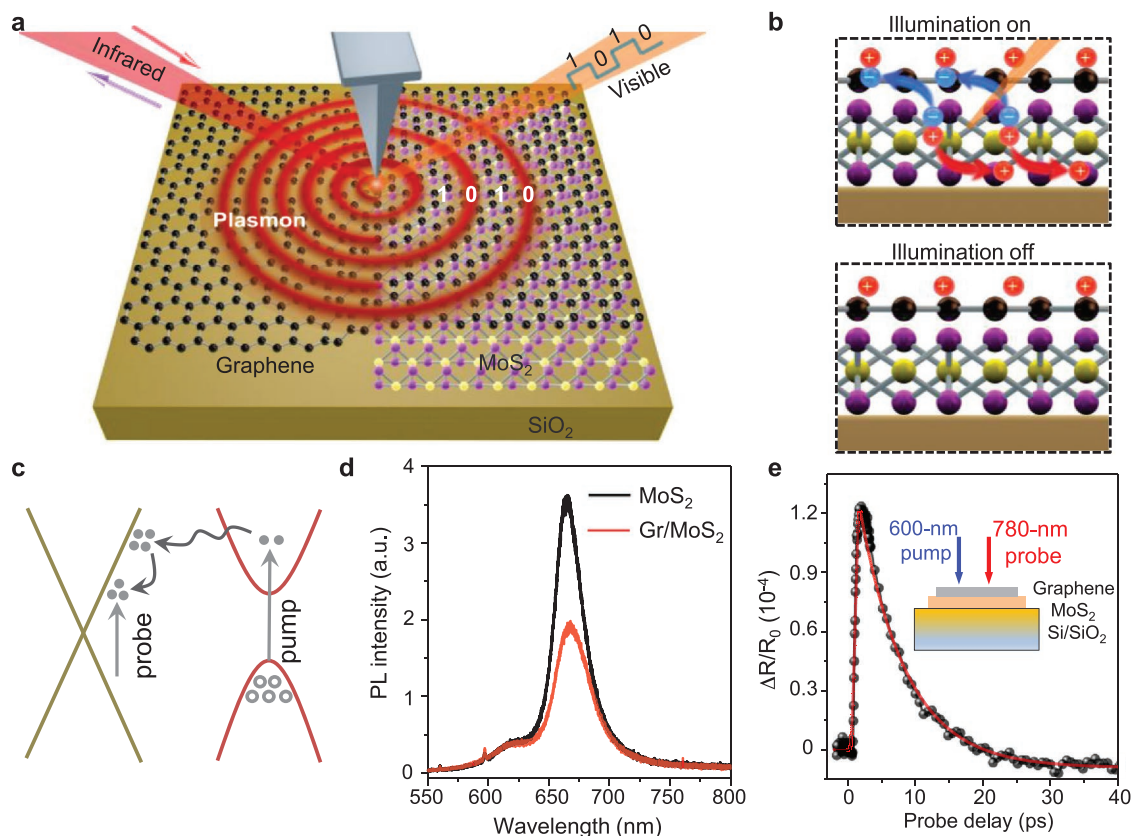 a
Infrared
1 0 1 0
Visible
Plasmon
1 0 1 0
Graphene
MoS₂
SiO₂
b
Illumination on
+ + + +
− −
− −
+ +
+ +
Illumination off
+ + + +
c
probe
pump
d
PL intensity (a.u.)
4
3
2
1
0
MoS₂
Gr/MoS₂
550 600 650 700 750 800
Wavelength (nm)
e
ΔR/R₀ (10⁻⁴)
1.2
0.9
0.6
0.3
0
600-nm
pump
780-nm
probe
Graphene
MoS₂
Si/SiO₂
0 10 20 30 40
Probe delay (ps)